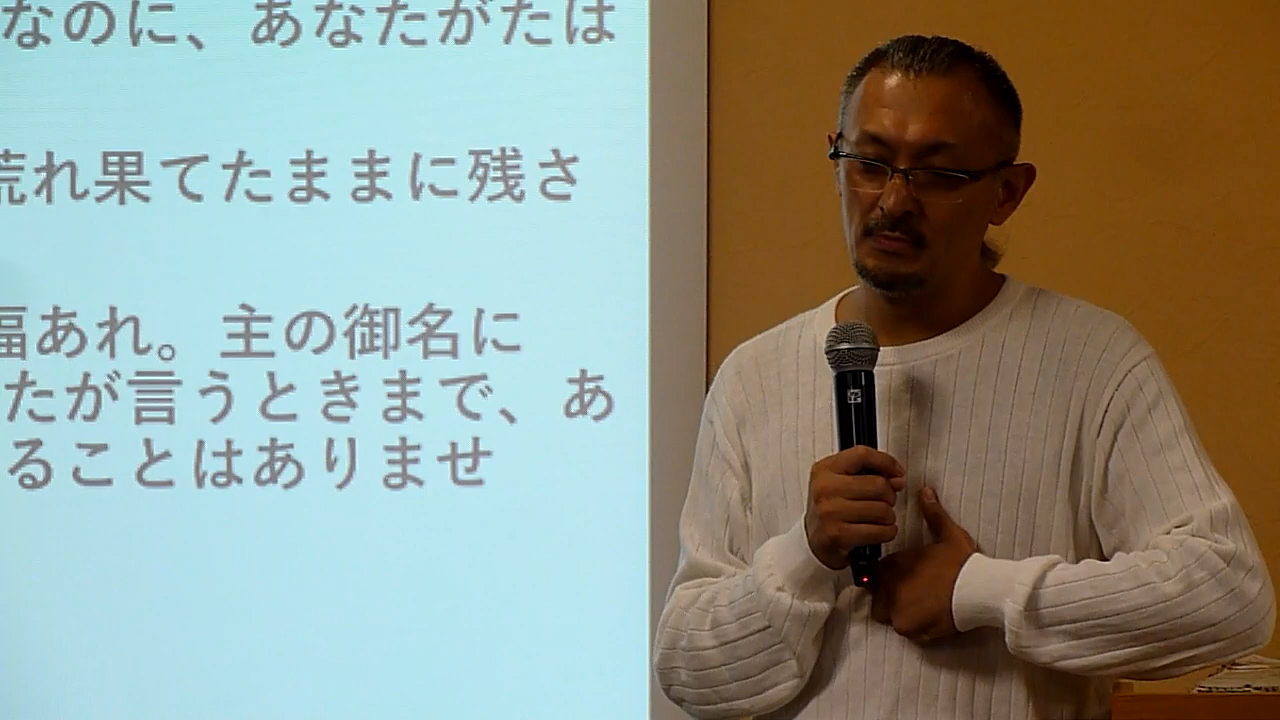 なのに、あなたがたは
荒れ果てたままに残さ
福あれ。主の御名に
たが言うときまで、あ
ることはありませ